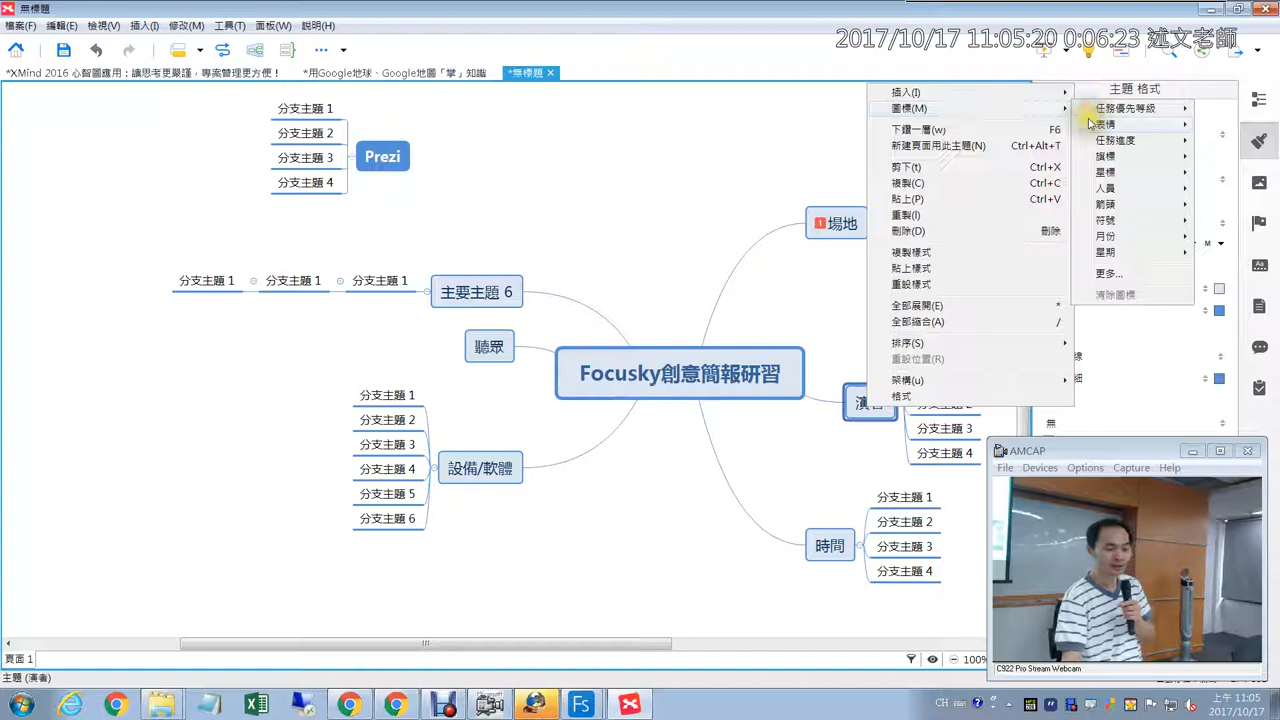 無標題
檔案(F) 編輯(E) 檢視(V) 插入(I) 修改(M) 工具(T) 面板(W) 說明(H)
2017/10/17 11:05:20 0:06:23 述文老師
*XMind 2016 心智圖應用：讓思考更嚴謹，專案管理更方便！ *用Google地球、Google地圖「掌」知識 *無標題
主題 格式
分支主題 1
分支主題 2
分支主題 3
分支主題 4
Prezi
分支主題 1 分支主題 1 分支主題 1 主要主題 6
聽眾
分支主題 1
分支主題 2
分支主題 3
分支主題 4
分支主題 5
分支主題 6
設備/軟體
Focusky創意簡報研習
1 場地
分支主題 3
分支主題 4
時間
分支主題 1
分支主題 2
分支主題 3
分支主題 4
插入(I)
圖標(M)
下鑽一層(w) F6
新建頁面用此主題(N) Ctrl+Alt+T
剪下(t) Ctrl+X
複製(C) Ctrl+C
貼上(P) Ctrl+V
重製(I)
刪除(D) 刪除
複製樣式
貼上樣式
重設樣式
全部展開(E) *
全部縮合(A) /
排序(S)
重設位置(R)
架構(u)
格式
任務優先等級
表情
任務進度
旗標
星標
人員
箭頭
符號
月份
星期
更多...
清除圖標
M
線
細
無
AMCAP
File Devices Options Capture Help
C922 Pro Stream Webcam
頁面 1
100%
主題 (演者)
CH
上午 11:05
2017/10/17